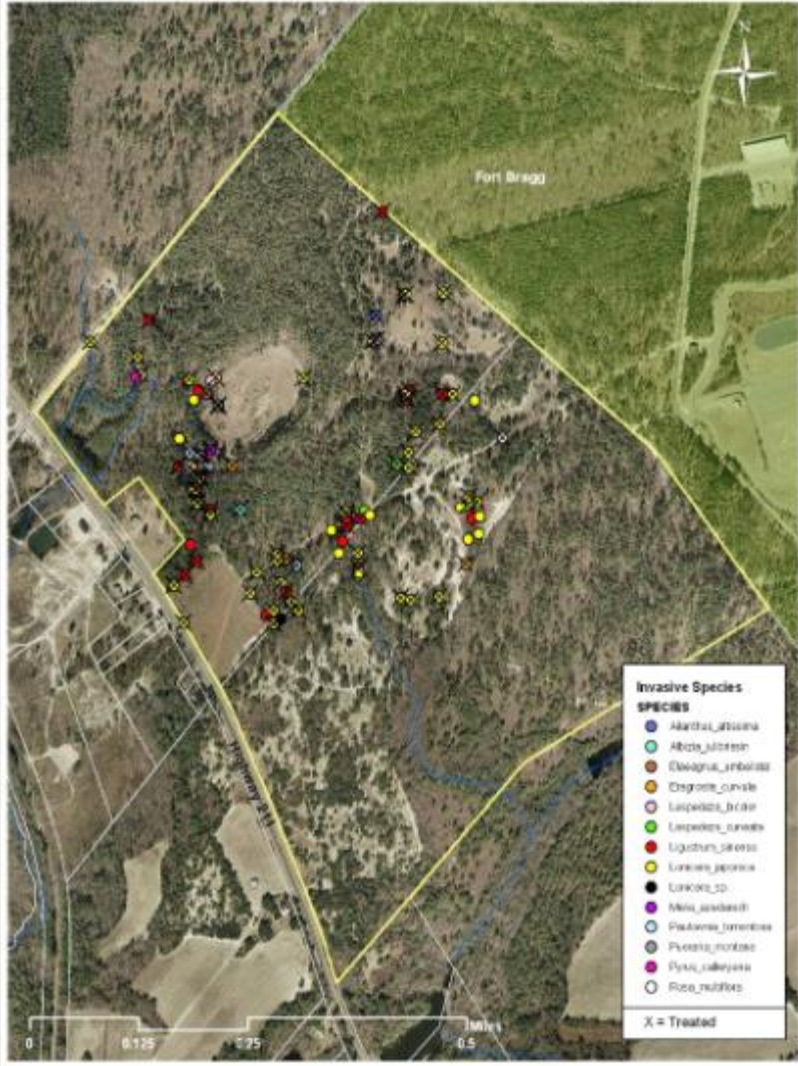 N
Fort Bragg
Invasive Species
SPECIES
Ailanthus_altissima
Albizia_julibrissin
Elaeagnus_umbellata
Eragrostis_curvula
Lespedeza_bicolor
Lespedeza_cuneata
Ligustrum_sinense
Lonicera_japonica
Lonicera_sp.
Melia_azedarach
Paulownia_tomentosa
Pueraria_montana
Pyrus_calleryana
Rosa_multiflora
X = Treated
Miles
0 0.125 0.25 0.5